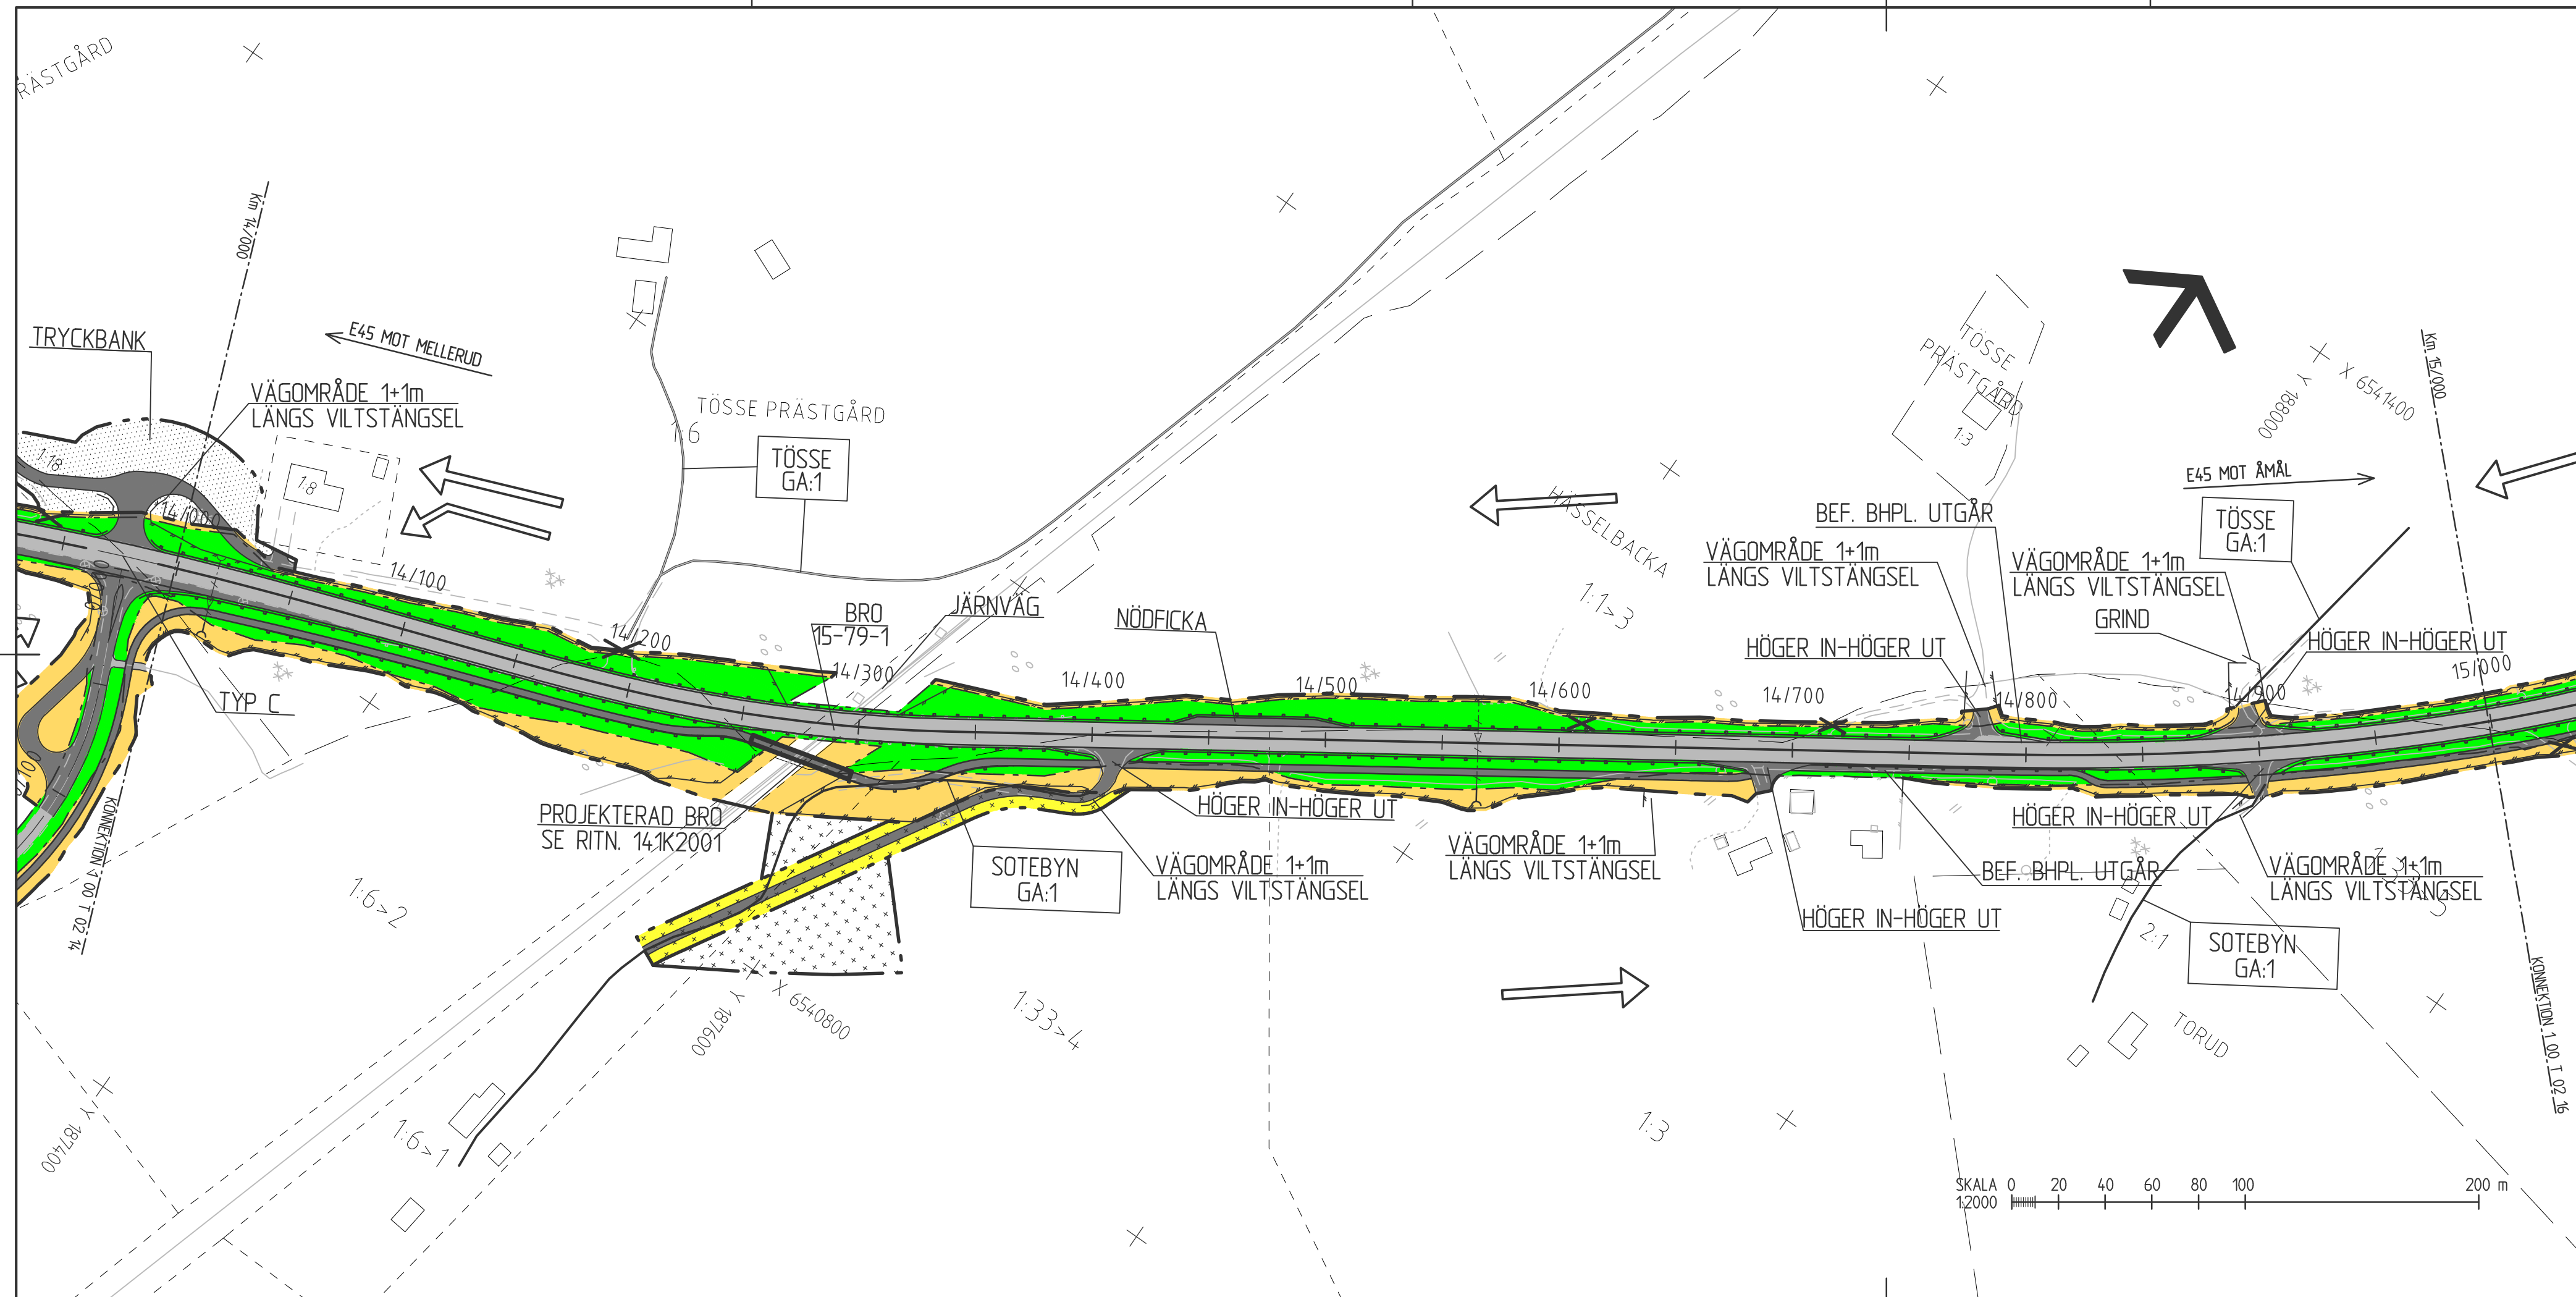 RÄSTGÅRD
Km 14/000
TRYCKBANK
E45 MOT MELLERUD
VÄGOMRÅDE 1+1m
LÄNGS VILTSTÄNGSEL
1:18
1:8
14/000
14/100
TÖSSE PRÄSTGÅRD
1:6
TÖSSE
GA:1
14/200
BRO
15-79-1
14/300
JÄRNVÄG
NÖDFICKA
14/400
14/500
14/600
HÄSSELBACKA
1:1>3
TÖSSE
PRÄSTGÅRD
1:3
BEF. BHPL. UTGÅR
VÄGOMRÅDE 1+1m
LÄNGS VILTSTÄNGSEL
HÖGER IN-HÖGER UT
14/700
14/800
VÄGOMRÅDE 1+1m
LÄNGS VILTSTÄNGSEL
GRIND
E45 MOT ÅMÅL
TÖSSE
GA:1
HÖGER IN-HÖGER UT
14/900
15/000
Y 188000
X 6541400
Km 15/000
TYP C
KONNEKTION 1 00 T 02 14
PROJEKTERAD BRO
SE RITN. 141K2001
SOTEBYN
GA:1
HÖGER IN-HÖGER UT
VÄGOMRÅDE 1+1m
LÄNGS VILTSTÄNGSEL
VÄGOMRÅDE 1+1m
LÄNGS VILTSTÄNGSEL
HÖGER IN-HÖGER UT
BEF. BHPL. UTGÅR
HÖGER IN-HÖGER UT
VÄGOMRÅDE 1+1m
LÄNGS VILTSTÄNGSEL
SOTEBYN
GA:1
2:1
TORUD
1:6>2
1:6>1
Y 187400
Y 187600
X 6540800
1:33>4
1:3
KONNEKTION 1 00 T 02 16
SKALA 0 20 40 60 80 100 200 m
1:2000